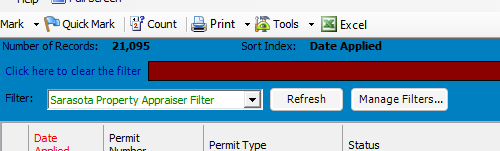 Full Screen
Mark Quick Mark Count Permit Tools Excel
Number of Records: 21,095 Sort Index: Date Applied
Click here to clear the filter
Filter: Sarasota Property Appraiser Filter Refresh Manage Filters...
Date Applied Permit Number Permit Type Status